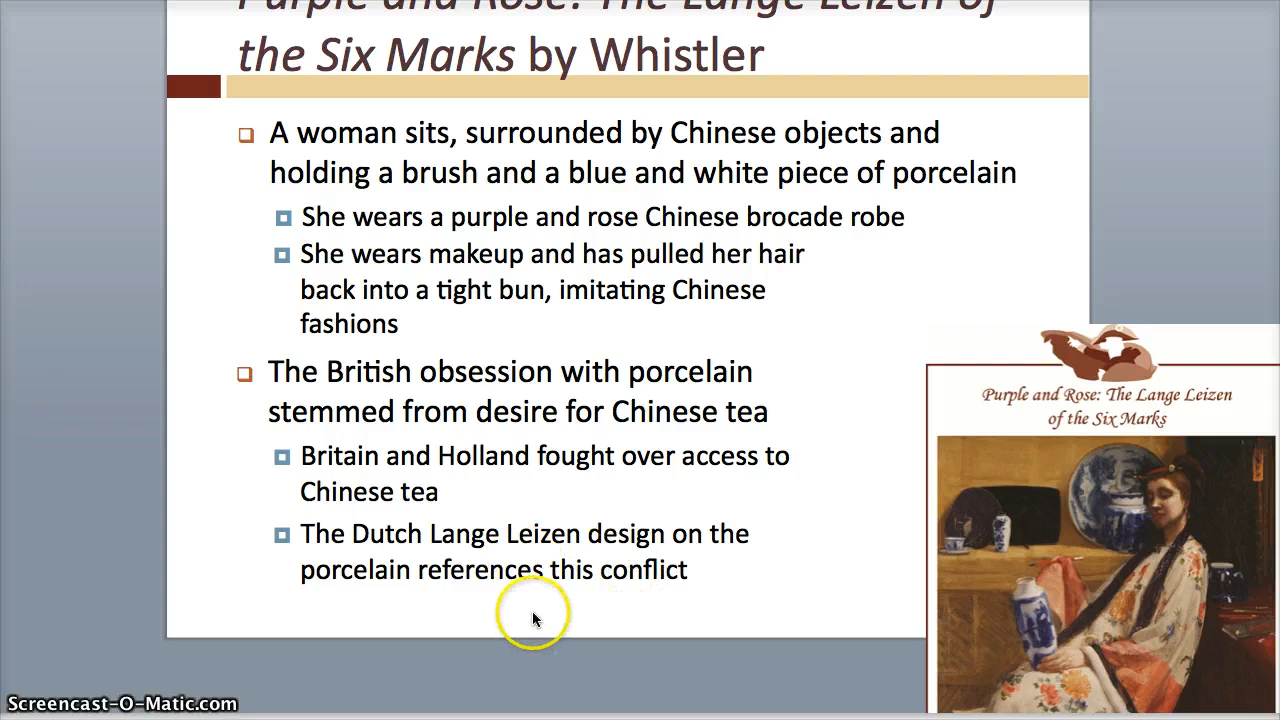 Purple and Rose: The Lange Leizen of
the Six Marks by Whistler
A woman sits, surrounded by Chinese objects and
holding a brush and a blue and white piece of porcelain
She wears a purple and rose Chinese brocade robe
She wears makeup and has pulled her hair
back into a tight bun, imitating Chinese
fashions
The British obsession with porcelain
stemmed from desire for Chinese tea
Britain and Holland fought over access to
Chinese tea
The Dutch Lange Leizen design on the
porcelain references this conflict
Purple and Rose: The Lange Leizen
of the Six Marks
Screencast-O-Matic.com